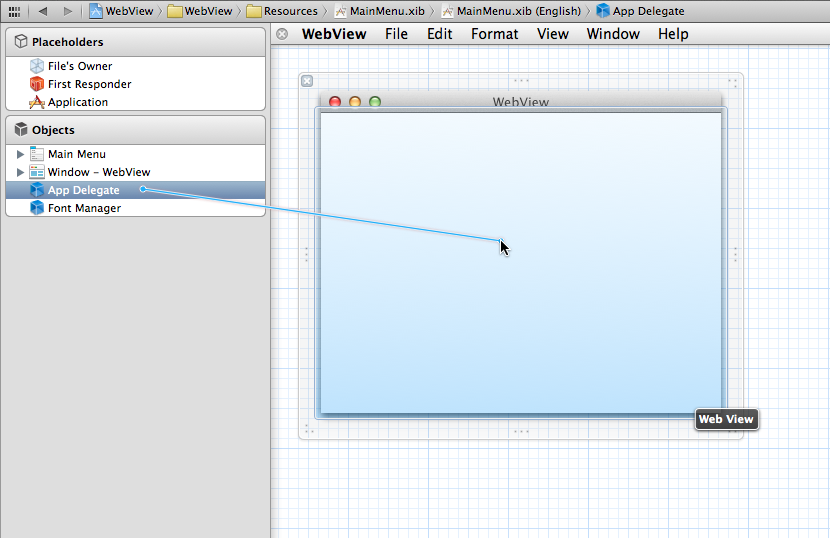 WebView WebView Resources MainMenu.xib MainMenu.xib (English) App Delegate
Placeholders
File's Owner
First Responder
Application
Objects
Main Menu
Window – WebView
App Delegate
Font Manager
WebView File Edit Format View Window Help
WebView
Web View